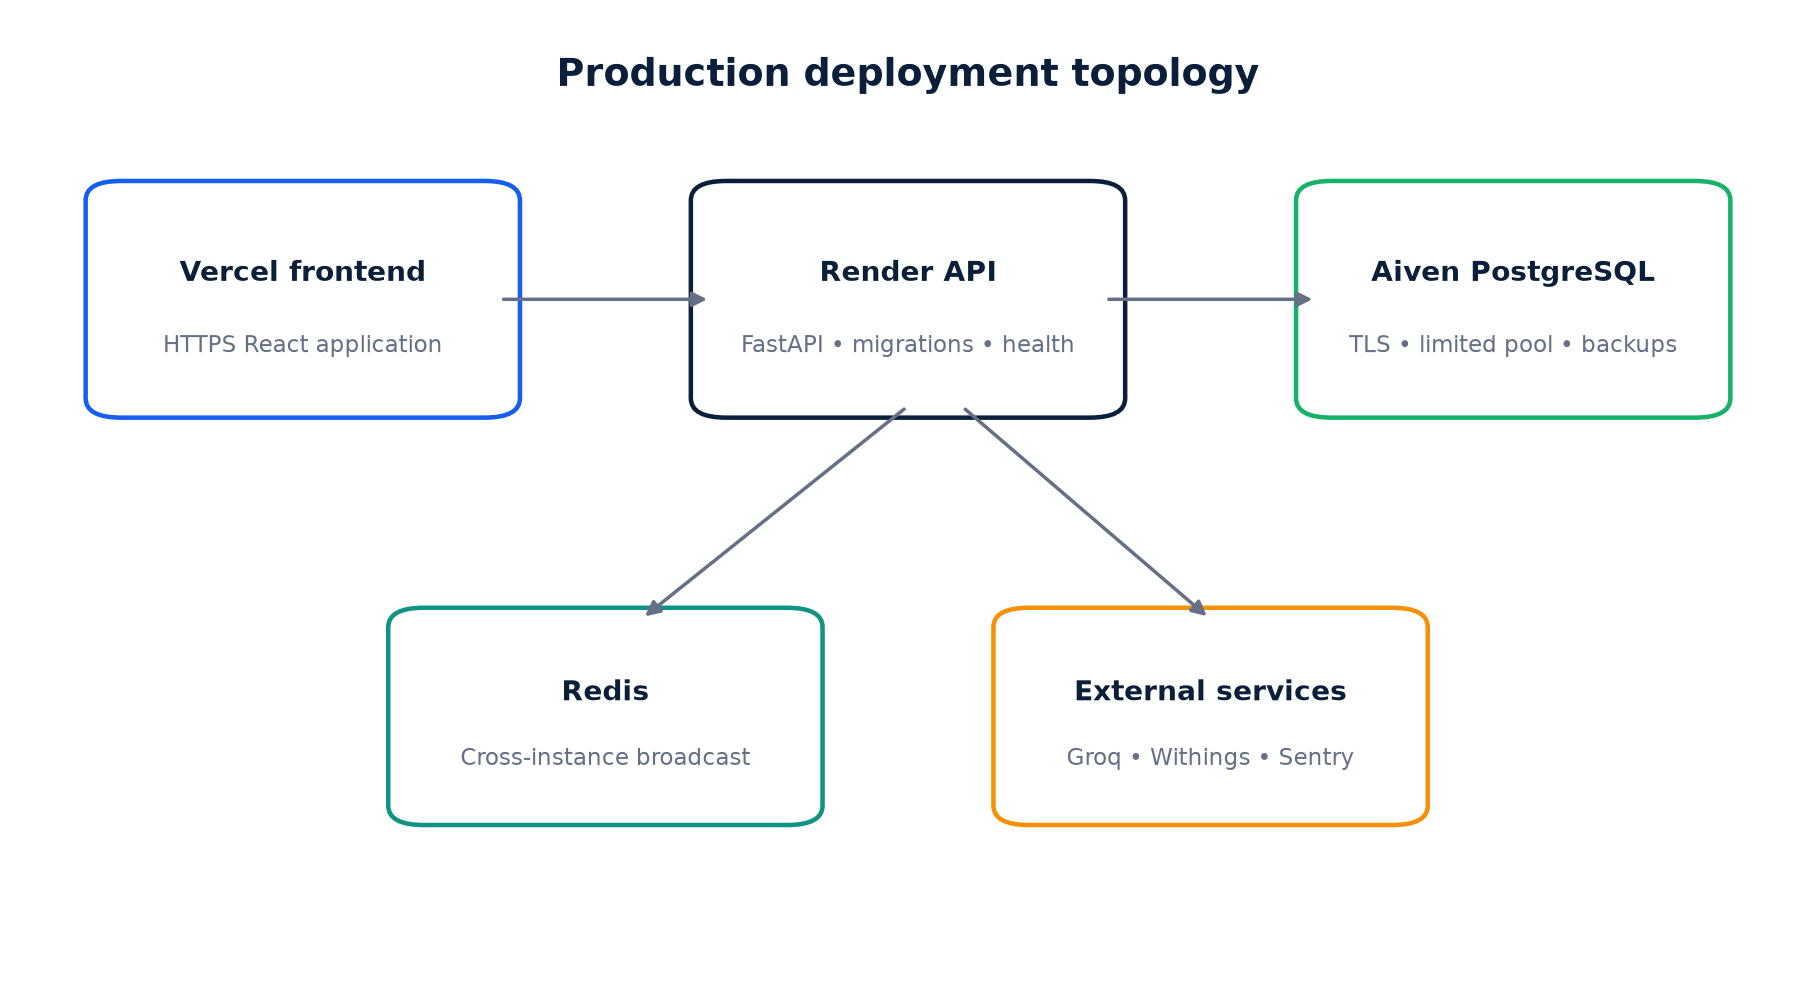 Production deployment topology
Vercel frontend
HTTPS React application
Render API
FastAPI • migrations • health
Aiven PostgreSQL
TLS • limited pool • backups
Redis
Cross-instance broadcast
External services
Groq • Withings • Sentry